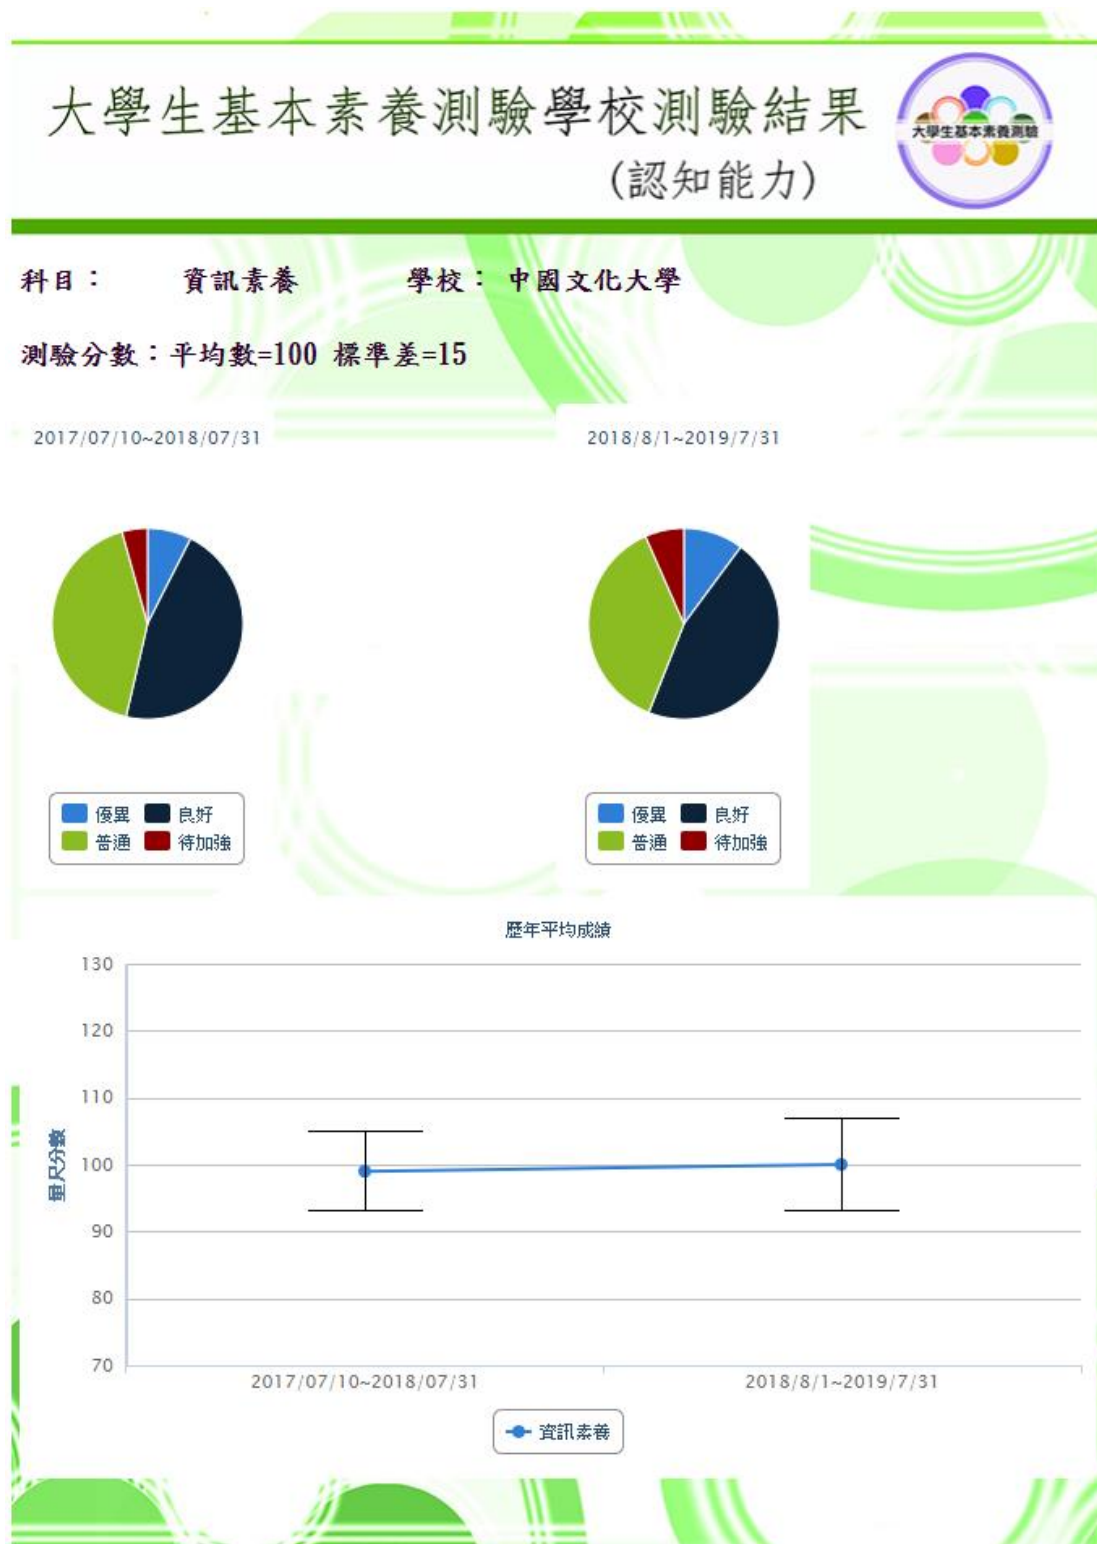 大學生基本素養測驗學校測驗結果
(認知能力)
大學生基本素養測驗
科目： 資訊素養 學校： 中國文化大學
測驗分數：平均數=100 標準差=15
2017/07/10~2018/07/31
2018/8/1~2019/7/31
優異 良好
普通 待加強
優異 良好
普通 待加強
歷年平均成績
量尺分數
130
120
110
100
90
80
70
2017/07/10~2018/07/31
2018/8/1~2019/7/31
資訊素養